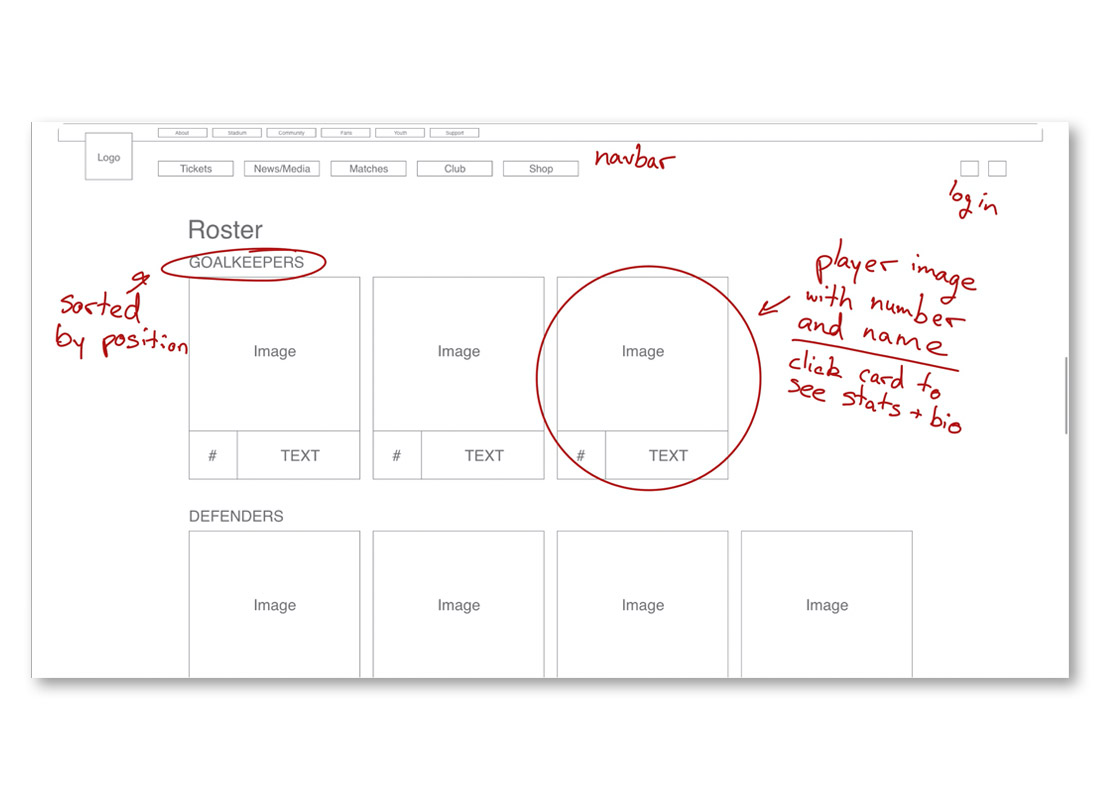 About Stadium Community Fans Youth Support
Logo
Tickets News/Media Matches Club Shop
navbar
login
Roster
GOALKEEPERS
sorted
by position
player image
with number
and name
click card to
see stats + bio
Image Image Image
# TEXT # TEXT # TEXT
DEFENDERS
Image Image Image Image